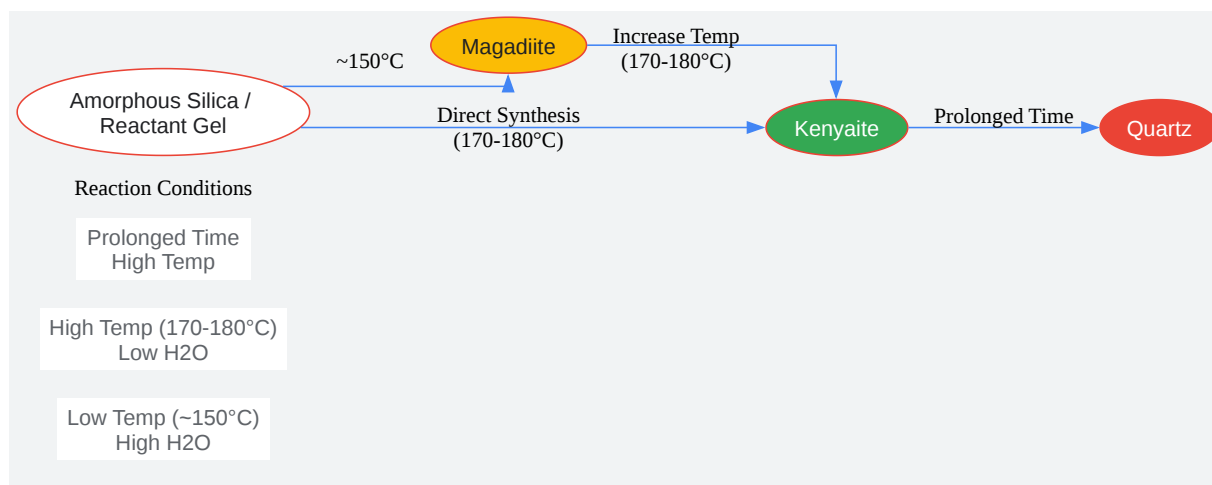 Magadiite
Increase Temp
(170-180°C)
~150°C
Amorphous Silica /
Reactant Gel
Direct Synthesis
(170-180°C)
Kenyaite
Prolonged Time
Quartz
Reaction Conditions
Prolonged Time
High Temp
High Temp (170-180°C)
Low H2O
Low Temp (~150°C)
High H2O